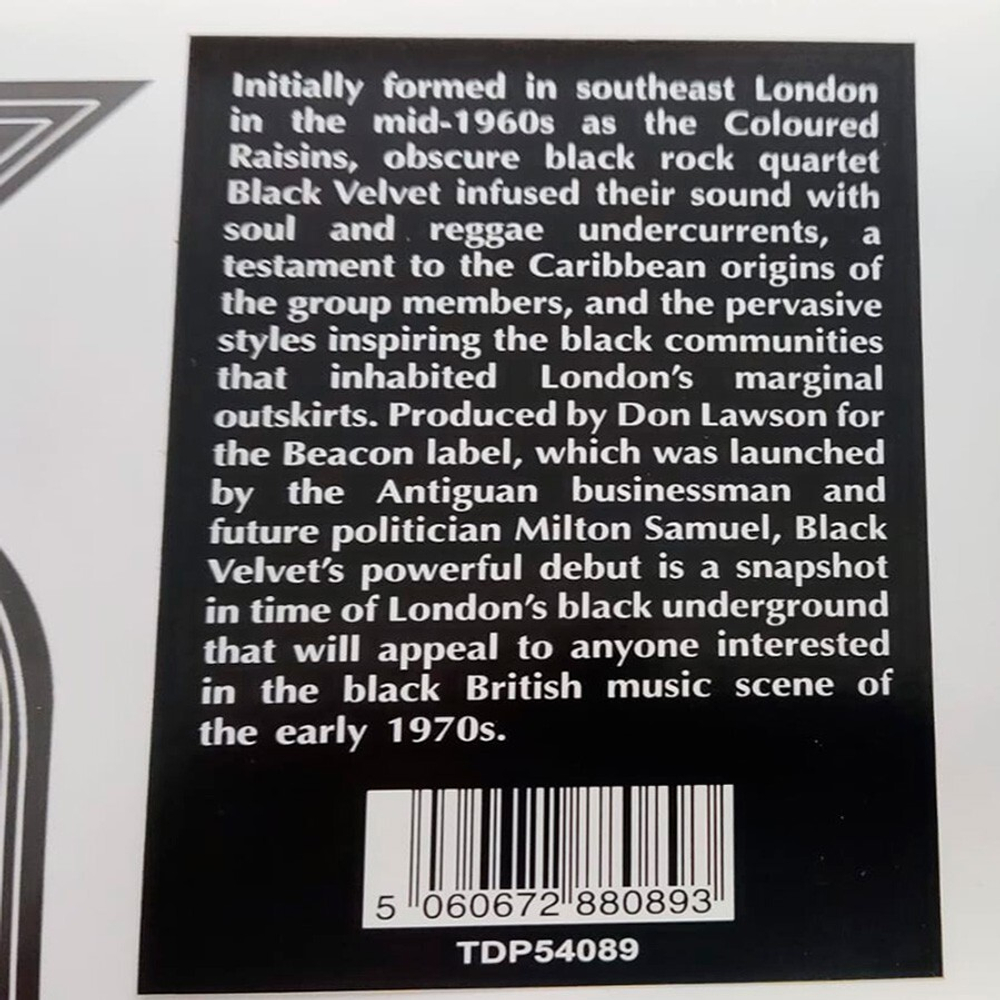 Initially formed in southeast London
in the mid-1960s as the Coloured
Raisins, obscure black rock quartet
Black Velvet infused their sound with
soul and reggae undercurrents, a
testament to the Caribbean origins of
the group members, and the pervasive
styles inspiring the black communities
that inhabited London's marginal
outskirts. Produced by Don Lawson for
the Beacon label, which was launched
by the Antiguan businessman and
future politician Milton Samuel, Black
Velvet's powerful debut is a snapshot
in time of London's black underground
that will appeal to anyone interested
in the black British music scene of
the early 1970s.
5 060672 880893
TDP54089